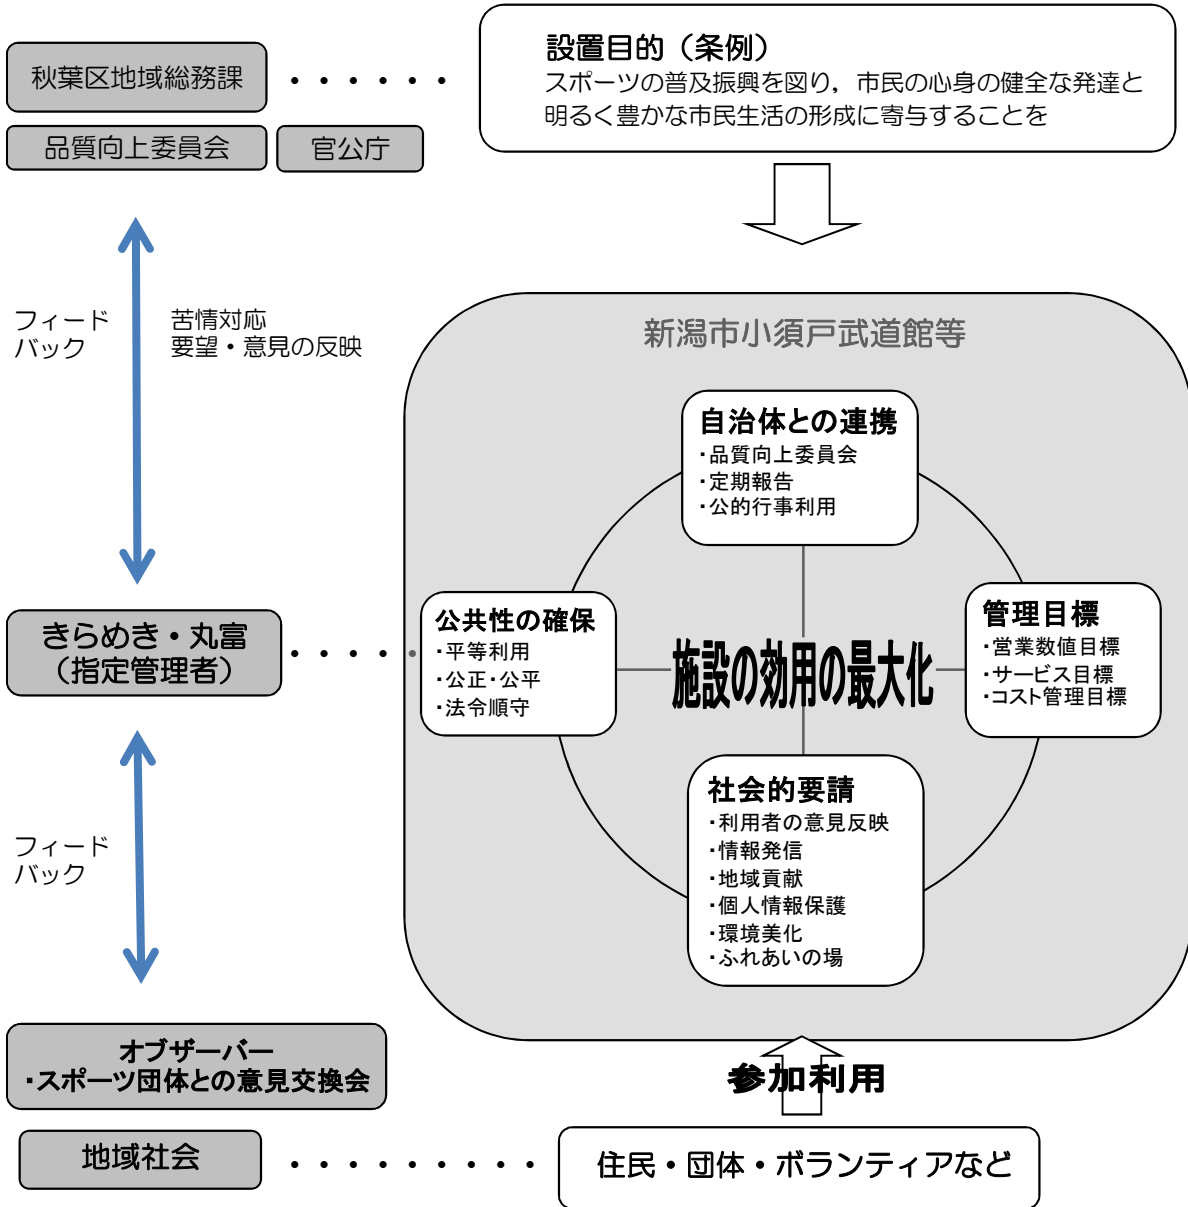 秋葉区地域総務課
品質向上委員会
官公庁
設置目的（条例）
スポーツの普及振興を図り，市民の心身の健全な発達と
明るく豊かな市民生活の形成に寄与することを
フィード
バック
苦情対応
要望・意見の反映
新潟市小須戸武道館等
自治体との連携
・品質向上委員会
・定期報告
・公的行事利用
きらめき・丸富
（指定管理者）
公共性の確保
・平等利用
・公正・公平
・法令順守
施設の効用の最大化
管理目標
・営業数値目標
・サービス目標
・コスト管理目標
社会的要請
・利用者の意見反映
・情報発信
・地域貢献
・個人情報保護
・環境美化
・ふれあいの場
フィード
バック
オブザーバー
・スポーツ団体との意見交換会
参加利用
地域社会
住民・団体・ボランティアなど